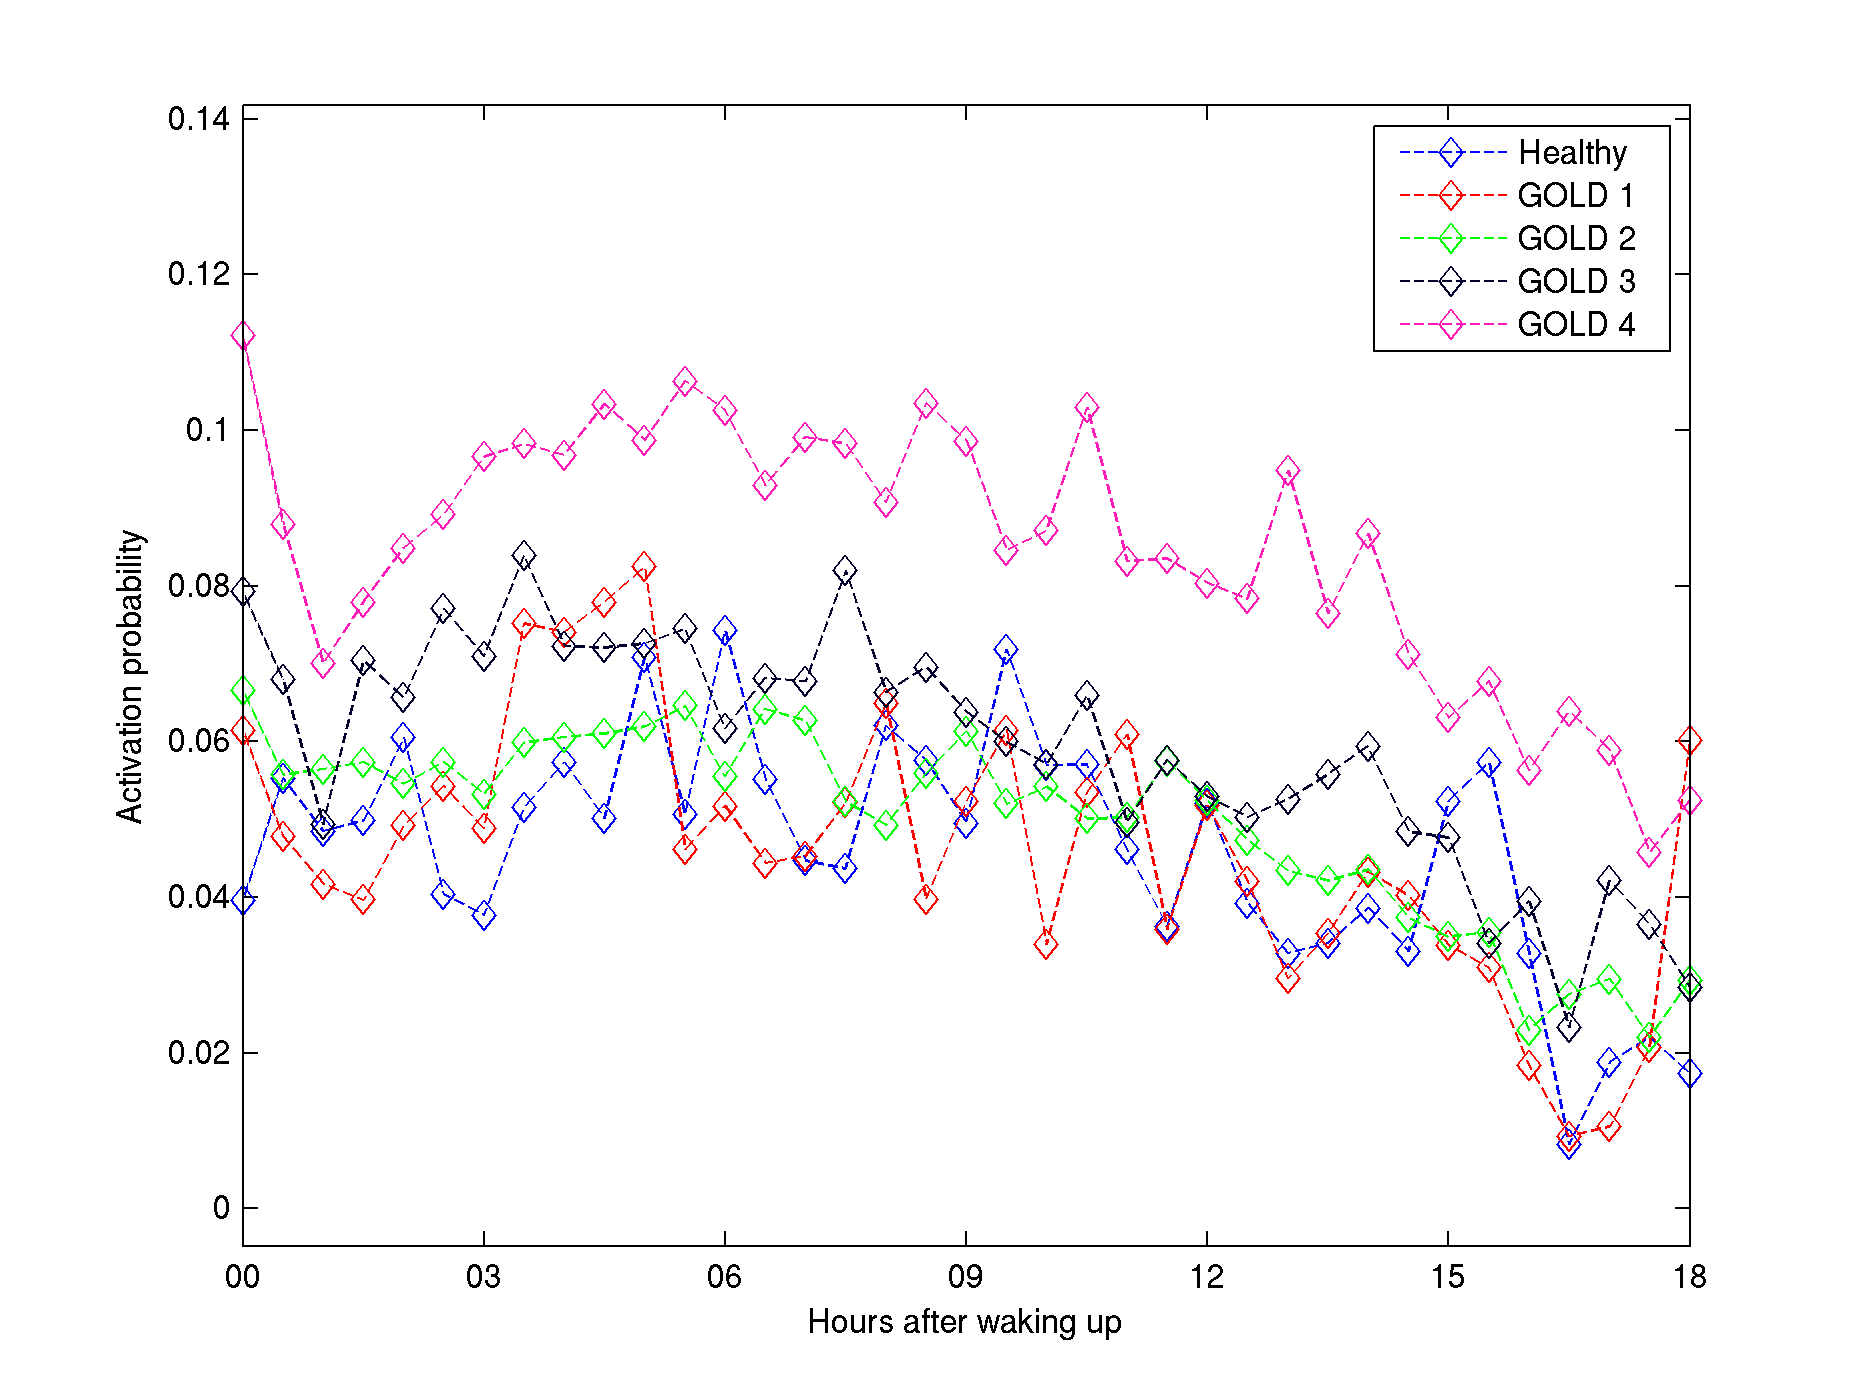 0.14
0.12
0.1
0.08
0.06
0.04
0.02
0
Activation probability
00 03 06 09 12 15 18
Hours after waking up
Healthy
GOLD 1
GOLD 2
GOLD 3
GOLD 4